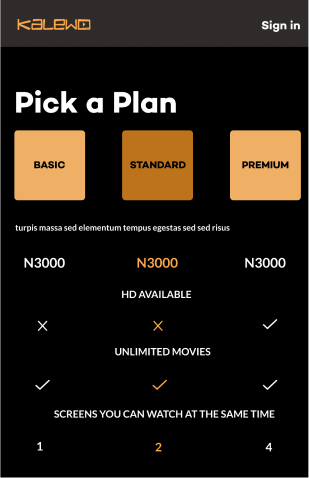 KALEWO
Sign in
Pick a Plan
BASIC STANDARD PREMIUM
turpis massa sed elementum tempus egestas sed sed risus
N3000 N3000 N3000
HD AVAILABLE
UNLIMITED MOVIES
SCREENS YOU CAN WATCH AT THE SAME TIME
1 2 4